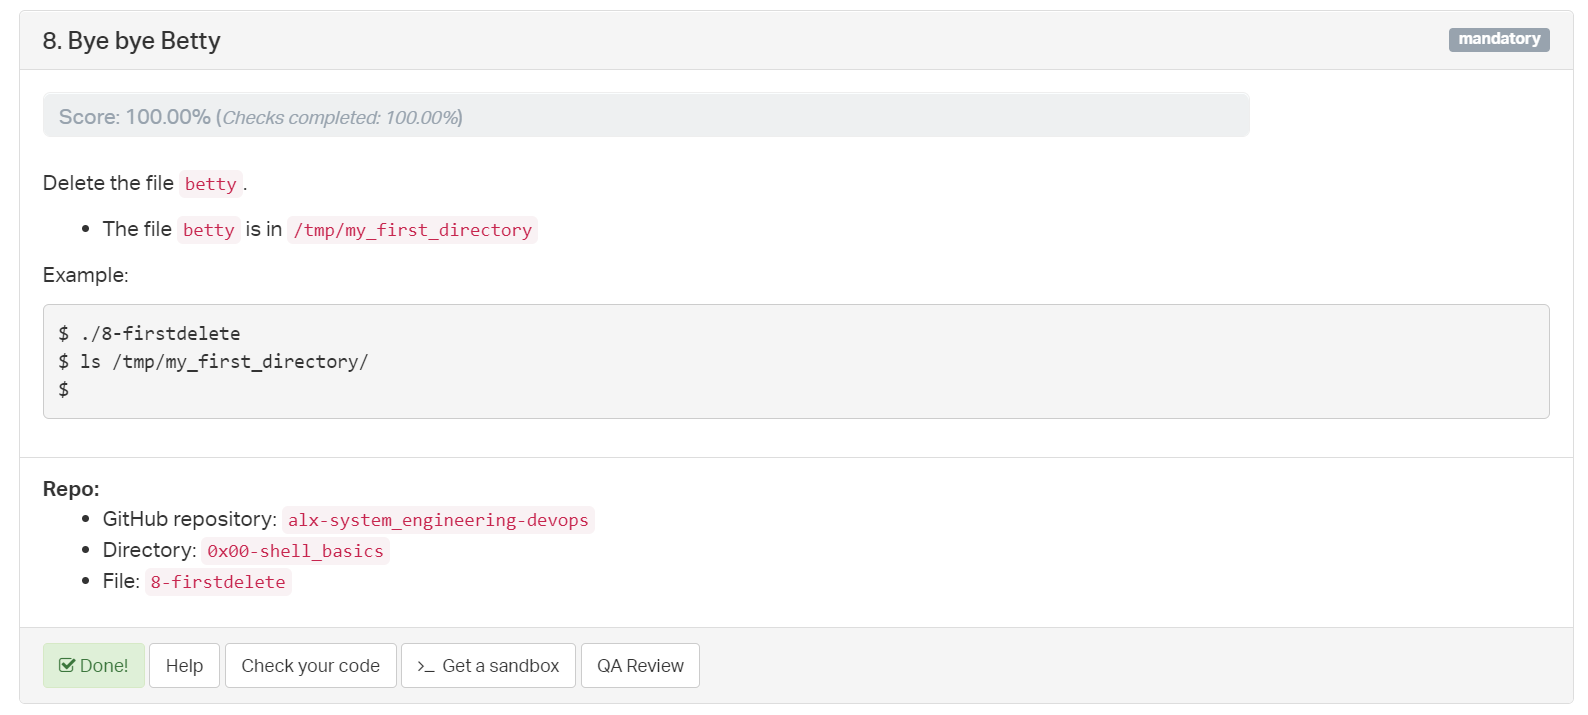 8. Bye bye Betty
mandatory
Score: 100.00% (Checks completed: 100.00%)
Delete the file betty .
• The file betty is in /tmp/my_first_directory
Example:
$ ./8-firstdelete
$ ls /tmp/my_first_directory/
$
Repo:
• GitHub repository: alx-system_engineering-devops
• Directory: 0x00-shell_basics
• File: 8-firstdelete
Done! Help Check your code >_ Get a sandbox QA Review